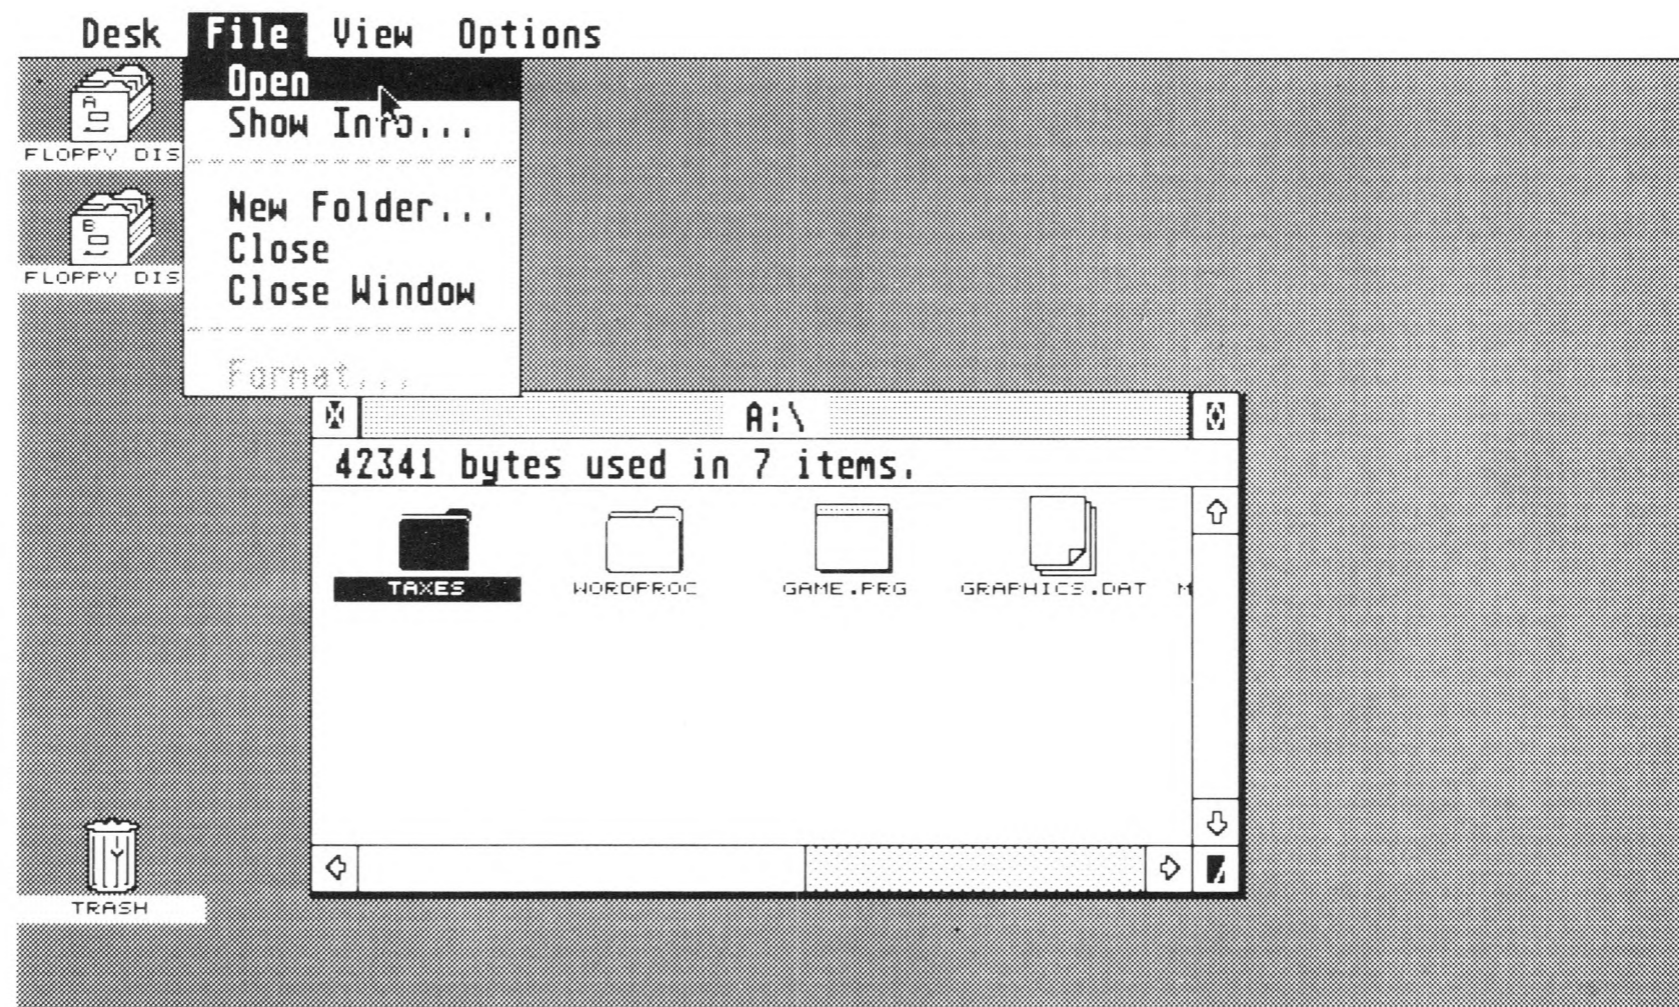 Desk File View Options
Open
Show Info...
New Folder...
Close
Close Window
Format...
A
FLOPPY DIS
B
FLOPPY DIS
A:\
42341 bytes used in 7 items.
TAXES WORDPROC GAME.PRG GRAPHICS.DAT M
TRASH